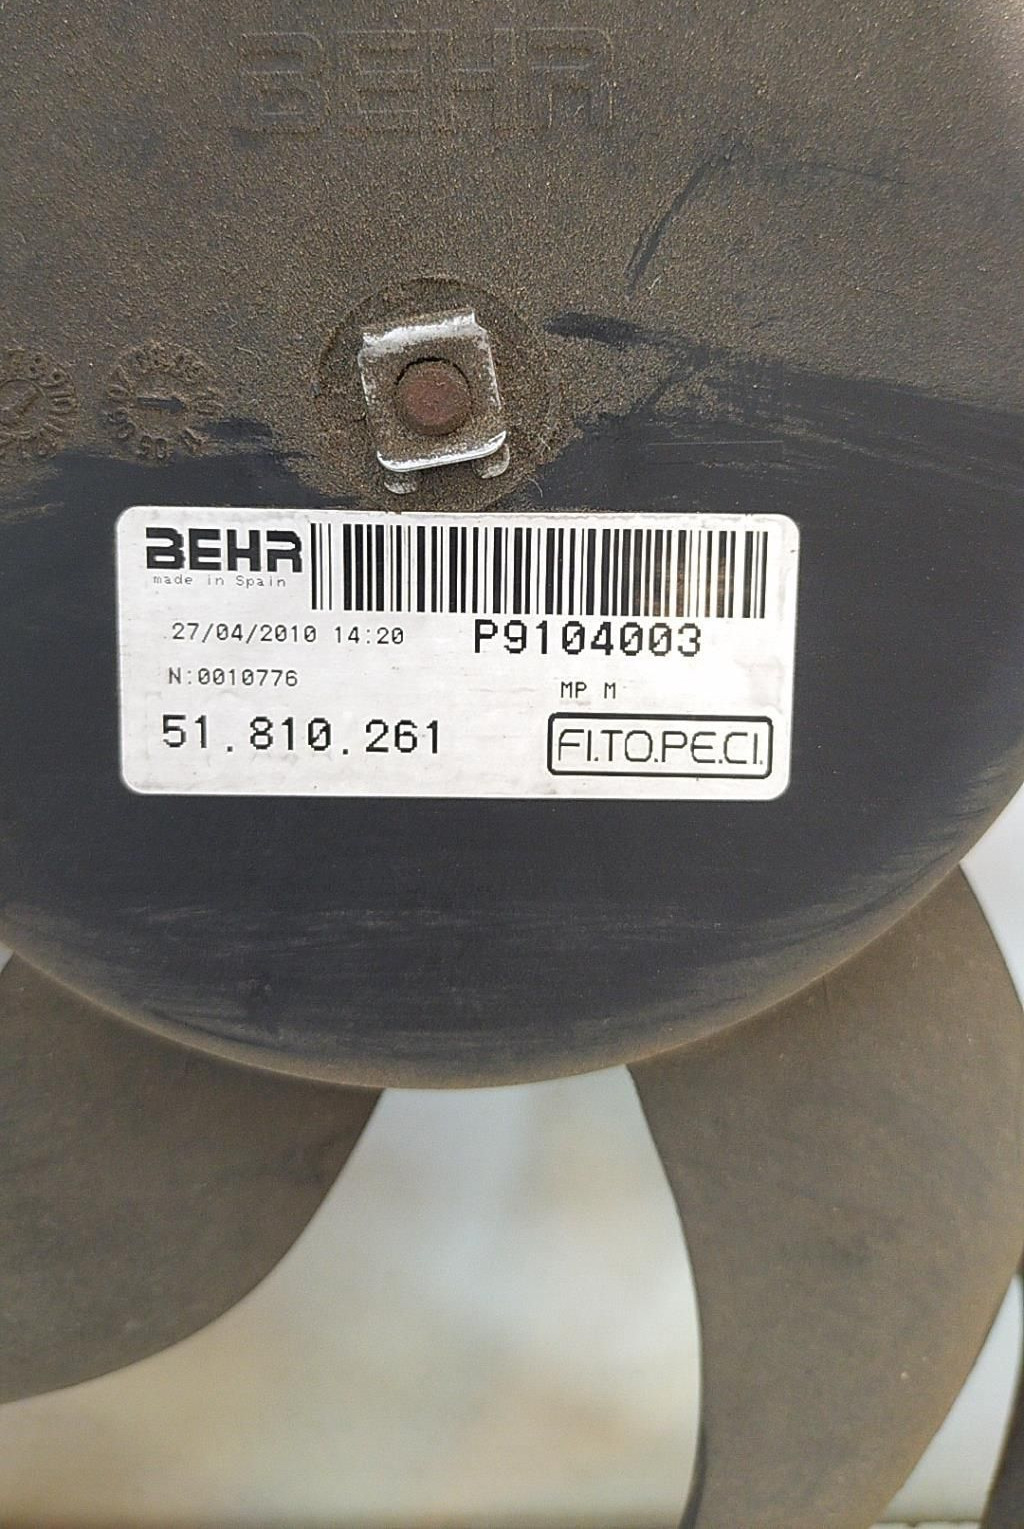 BEHR
BEHR
made in Spain
27/04/2010 14:20
P9104003
N:0010776
MP M
51.810.261
FI.TO.PE.CI.